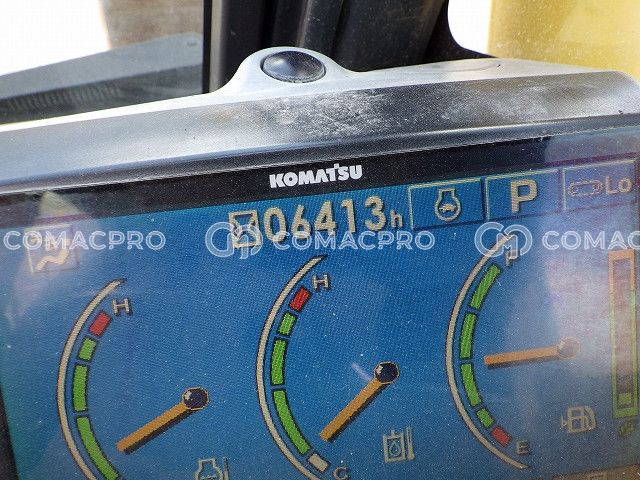 KOMATSU
06413h P Lo
COMACPRO COMACPRO COMACPRO
H H F
C E